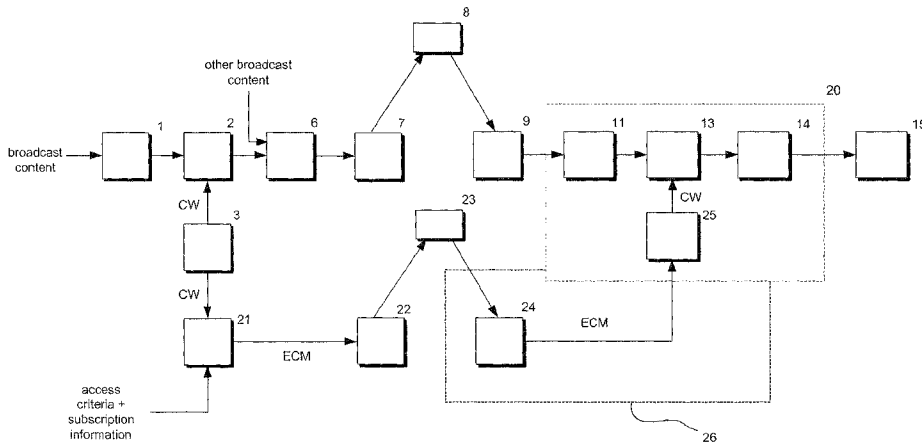 8
other broadcast
content
20
1
2
6
7
9
11
13
14
15
broadcast
content
CW
CW
23
3
25
CW
21
22
24
ECM
ECM
access
criteria +
subscription
information
26